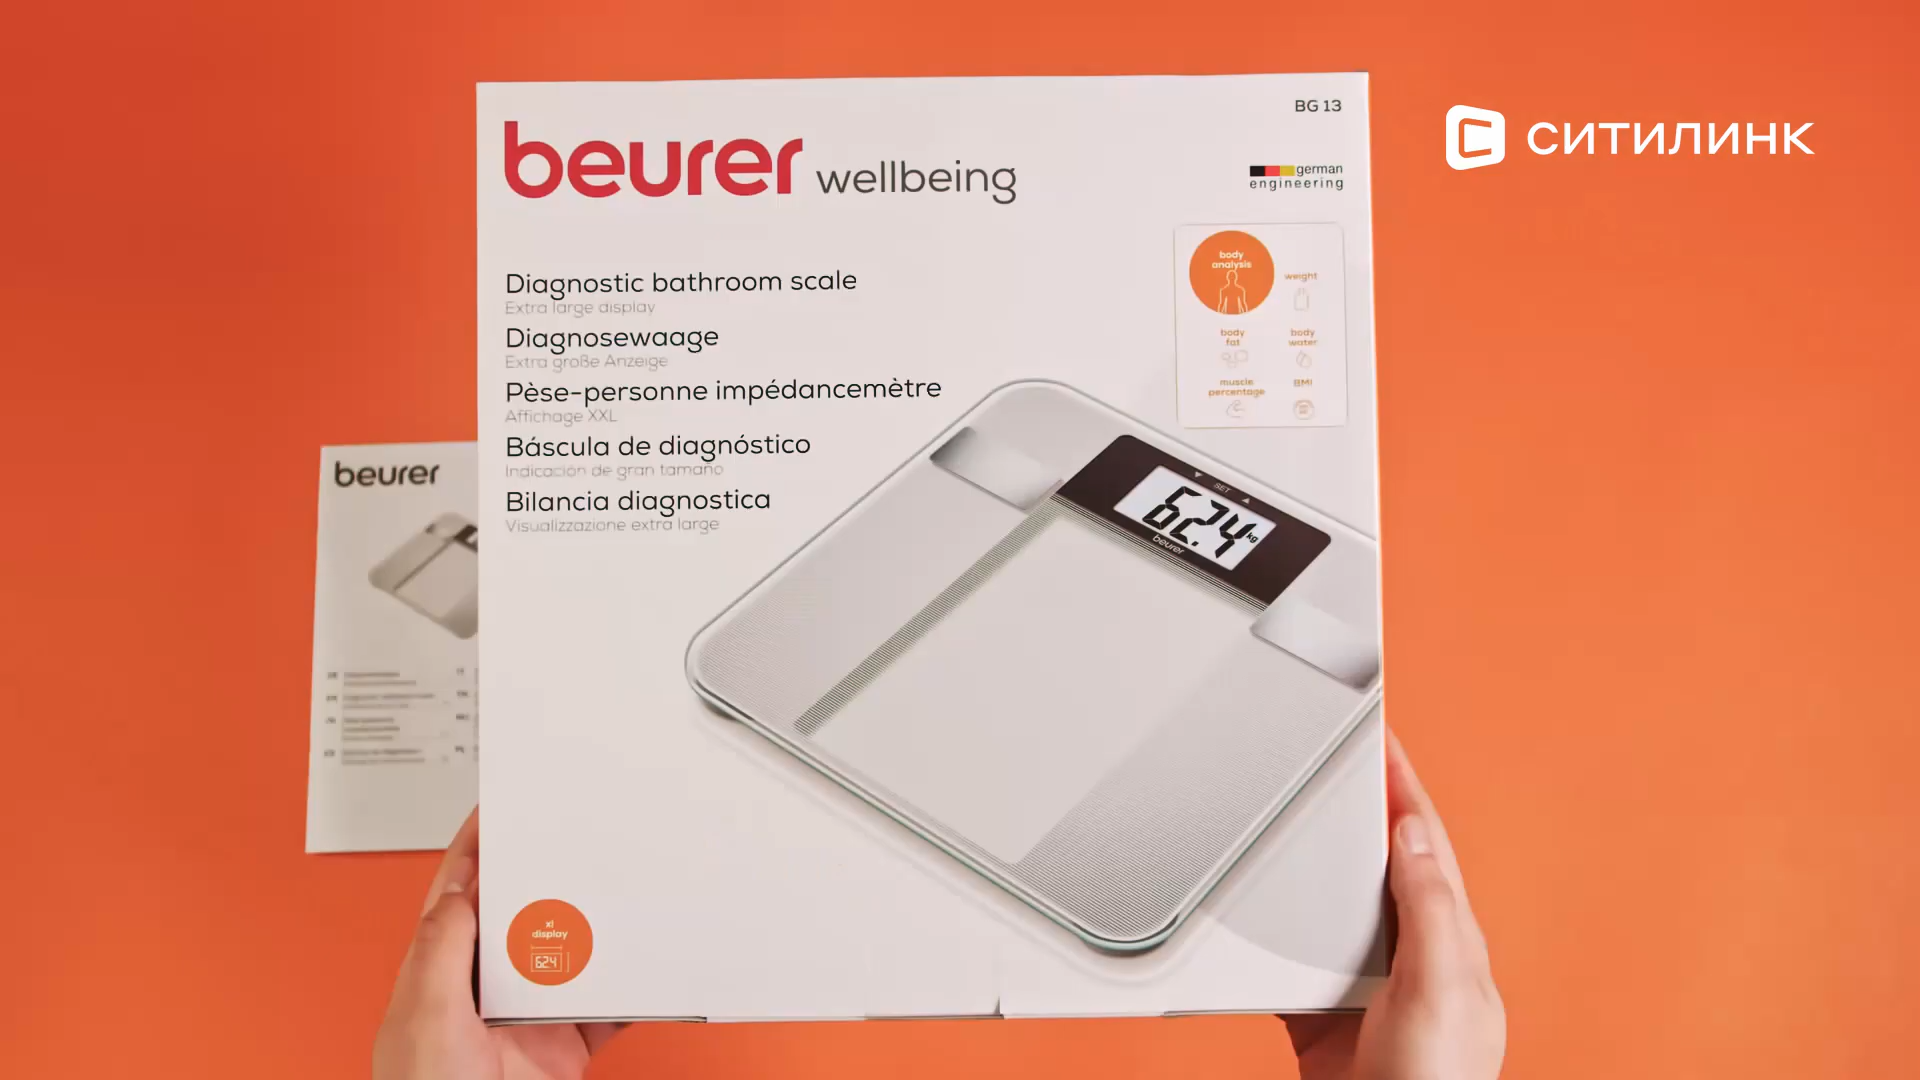 BG 13
beurer wellbeing
german
engineering
СИТИЛИНК
Diagnostic bathroom scale
Extra large display
Diagnosewaage
Extra große Anzeige
Pèse-personne impédancemètre
Affichage XXL
Báscula de diagnóstico
Indicación de gran tamaño
Bilancia diagnostica
Visualizzazione extra large
body
analysis
weight
body
fat
body
water
muscle
percentage
BMI
SET
62.4 kg
beurer
beurer
xl
display
62.4